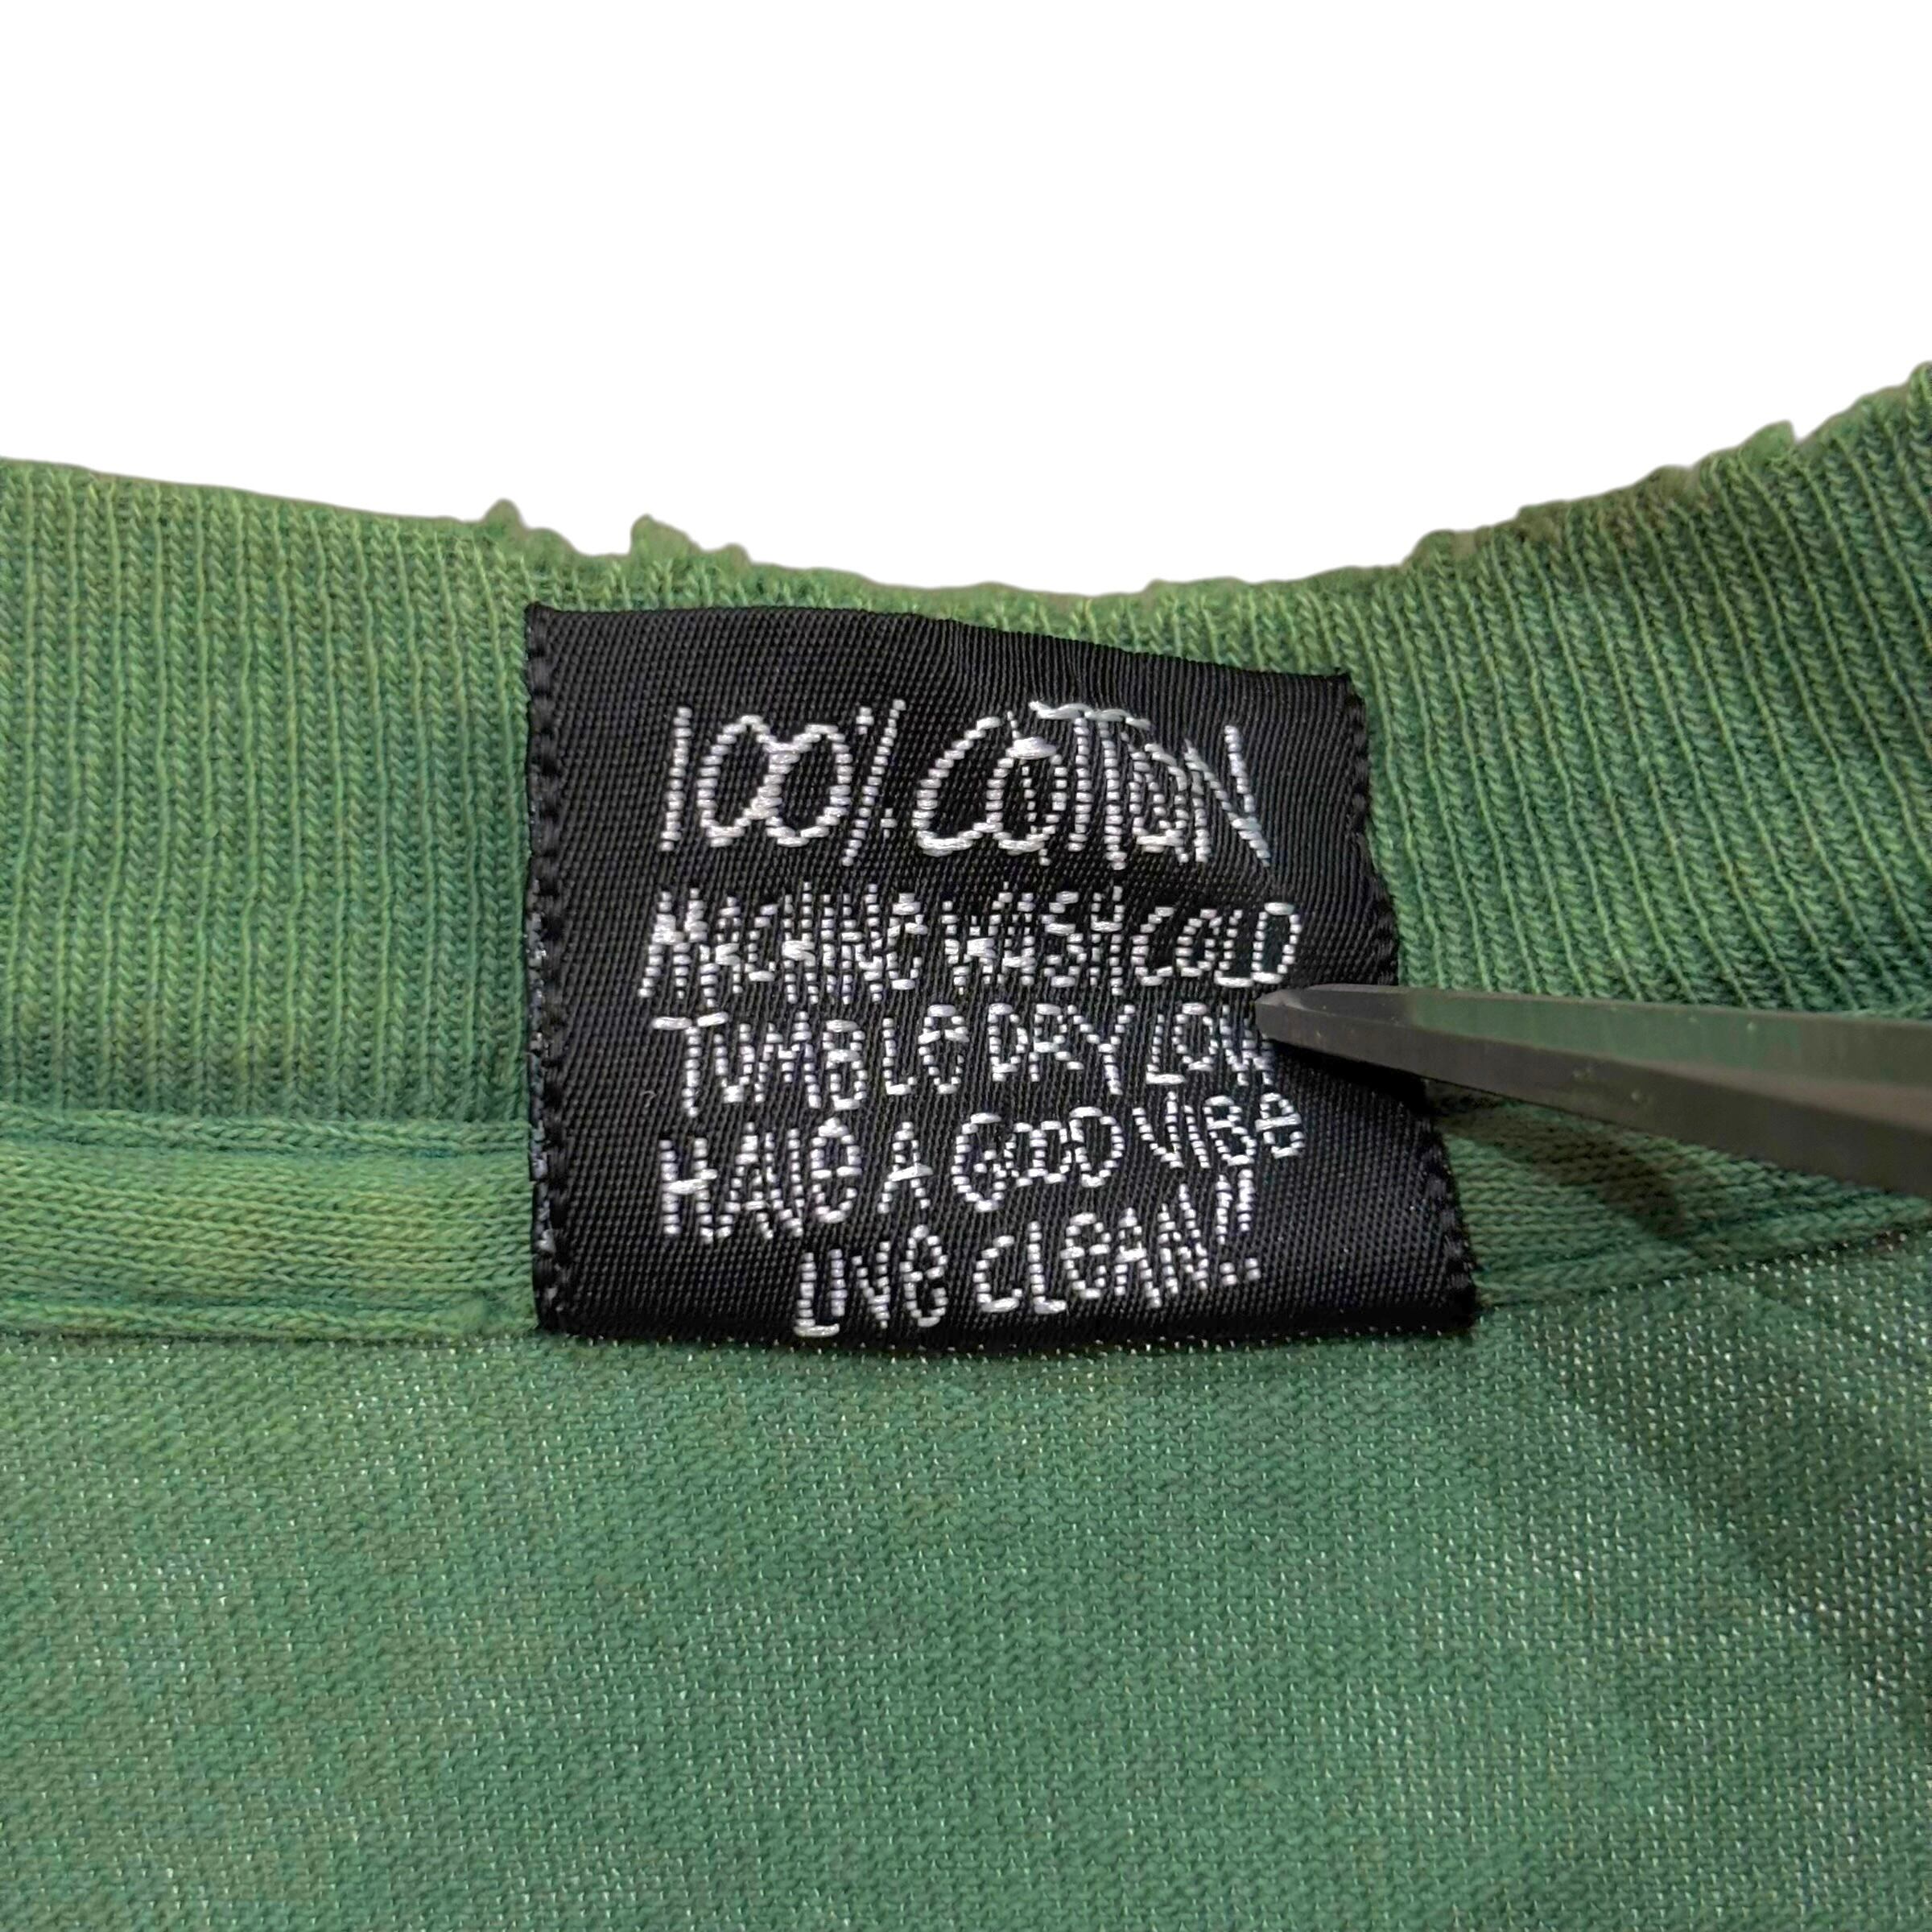 100% COTTON
MACHINE WASH COLD
TUMBLE DRY LOW
HAVE A GOOD VIBE
LIVE CLEAN!!